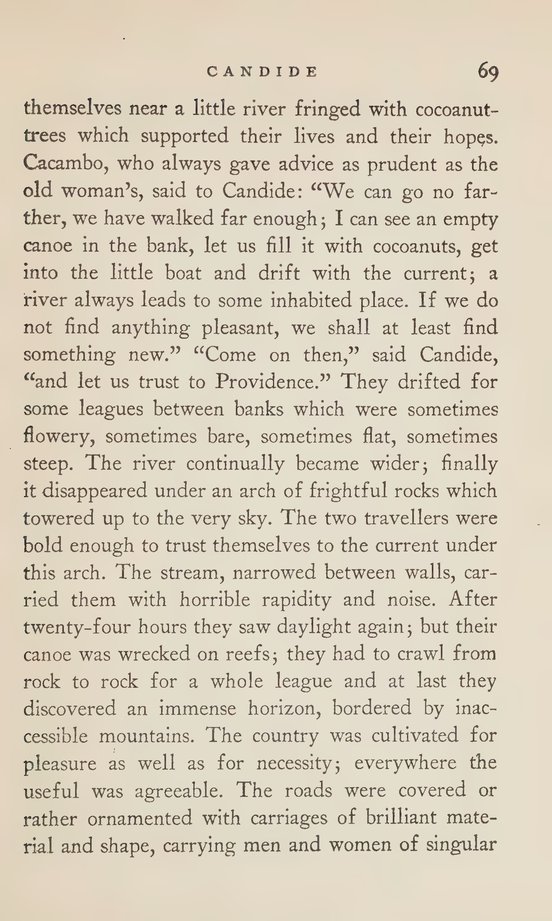 CANDIDE 69
themselves near a little river fringed with cocoanut-
trees which supported their lives and their hopes.
Cacambo, who always gave advice as prudent as the
old woman's, said to Candide: “We can go no far-
ther, we have walked far enough; I can see an empty
canoe in the bank, let us fill it with cocoanuts, get
into the little boat and drift with the current; a
river always leads to some inhabited place. If we do
not find anything pleasant, we shall at least find
something new.” “Come on then,” said Candide,
“and let us trust to Providence.” They drifted for
some leagues between banks which were sometimes
flowery, sometimes bare, sometimes flat, sometimes
steep. The river continually became wider; finally
it disappeared under an arch of frightful rocks which
towered up to the very sky. The two travellers were
bold enough to trust themselves to the current under
this arch. The stream, narrowed between walls, car-
ried them with horrible rapidity and noise. After
twenty-four hours they saw daylight again; but their
canoe was wrecked on reefs; they had to crawl from
rock to rock for a whole league and at last they
discovered an immense horizon, bordered by inac-
cessible mountains. The country was cultivated for
pleasure as well as for necessity; everywhere the
useful was agreeable. The roads were covered or
rather ornamented with carriages of brilliant mate-
rial and shape, carrying men and women of singular